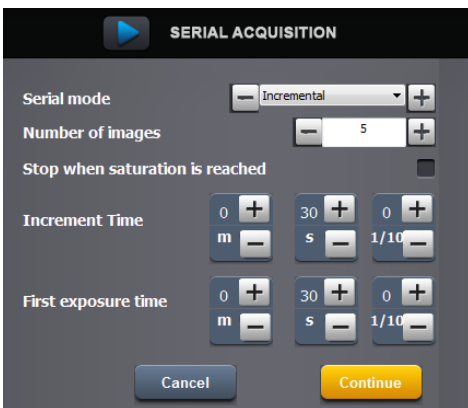 SERIAL ACQUISITION
Serial mode Incremental
Number of images 5
Stop when saturation is reached
Increment Time 0 m 30 s 0 1/10
First exposure time 0 m 30 s 0 1/10
Cancel Continue